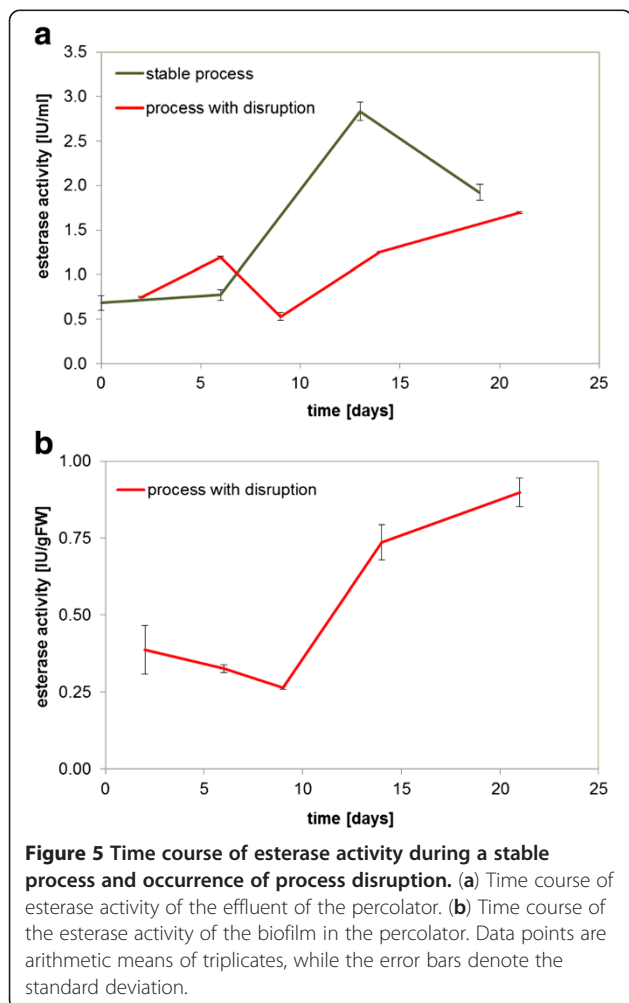 a
3.5
3.0
2.5
2.0
1.5
1.0
0.5
0.0
esterase activity [IU/ml]
stable process
process with disruption
0 5 10 15 20 25
time [days]
b
1.00
0.75
0.50
0.25
0.00
esterase activity [IU/gFW]
process with disruption
0 5 10 15 20 25
time [days]
Figure 5 Time course of esterase activity during a stable
process and occurrence of process disruption. (a) Time course of
esterase activity of the effluent of the percolator. (b) Time course of
the esterase activity of the biofilm in the percolator. Data points are
arithmetic means of triplicates, while the error bars denote the
standard deviation.